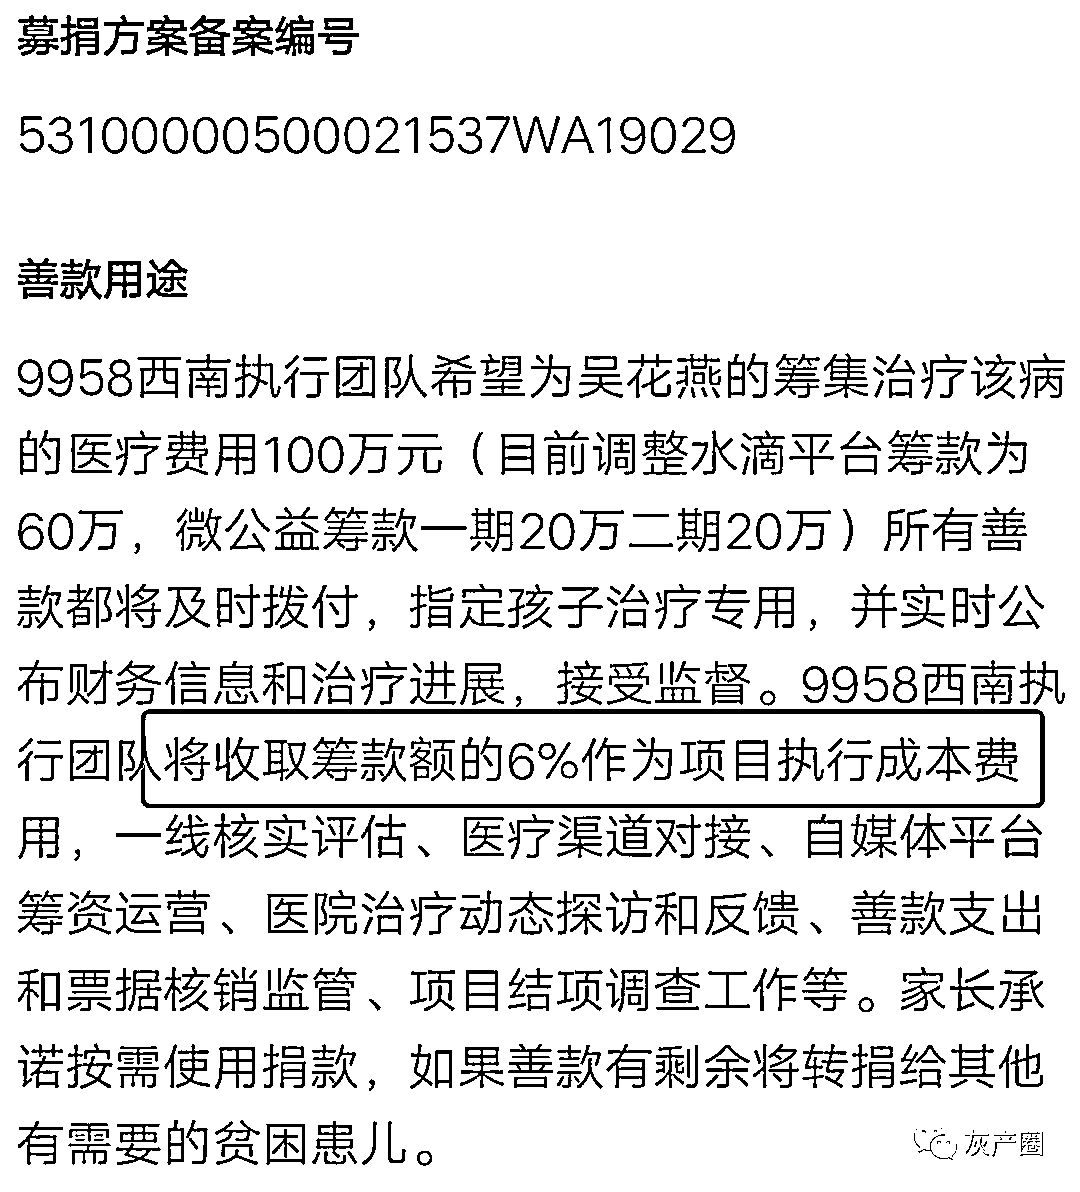 募捐方案备案编号
53100000500021537WA19029
善款用途
9958西南执行团队希望为吴花燕的筹集治疗该病
的医疗费用100万元（目前调整水滴平台筹款为
60万，微公益筹款一期20万二期20万）所有善
款都将及时拨付，指定孩子治疗专用，并实时公
布财务信息和治疗进展，接受监督。9958西南执
行团队将收取筹款额的6%作为项目执行成本费
用，一线核实评估、医疗渠道对接、自媒体平台
筹资运营、医院治疗动态探访和反馈、善款支出
和票据核销监管、项目结项调查工作等。家长承
诺按需使用捐款，如果善款有剩余将转捐给其他
有需要的贫困患儿。
灰产圈